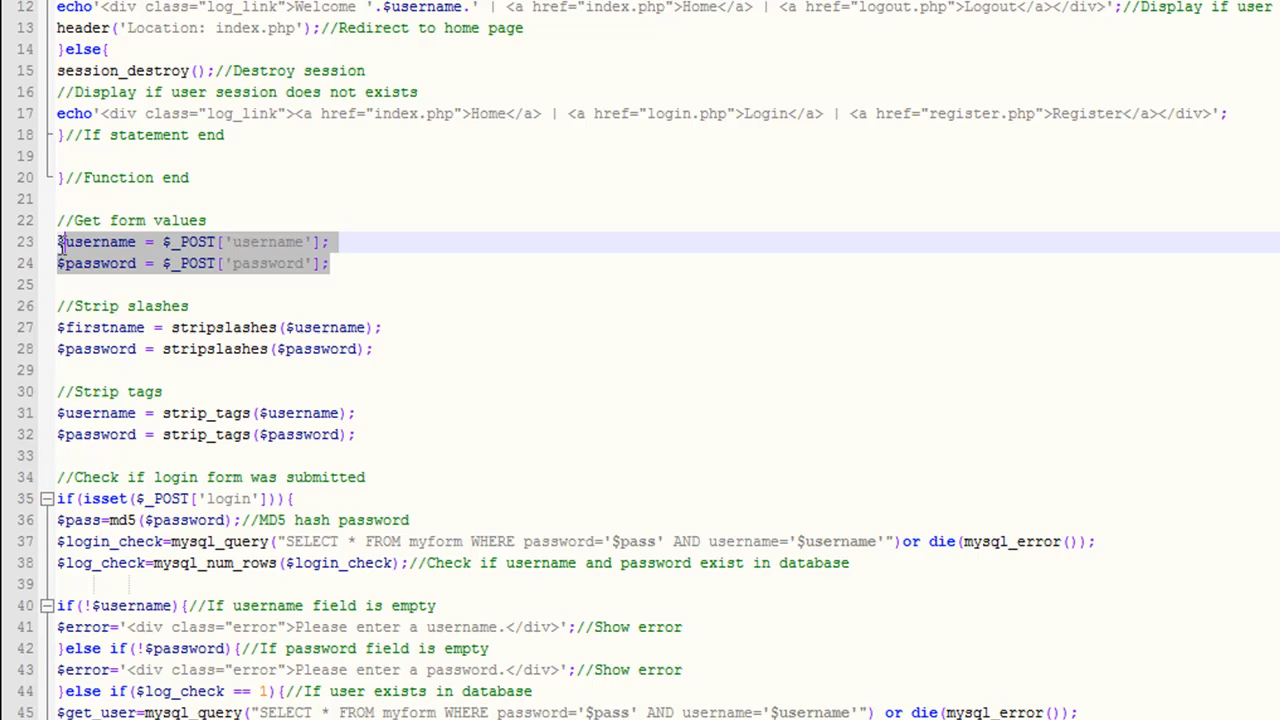 12 echo'<div class="log_link">Welcome '.$username.' | <a href="index.php">Home</a> | <a href="logout.php">Logout</a></div>';//Display if user
13 header('Location: index.php');//Redirect to home page
14 }else{
15 session_destroy();//Destroy session
16 //Display if user session does not exists
17 echo'<div class="log_link"><a href="index.php">Home</a> | <a href="login.php">Login</a> | <a href="register.php">Register</a></div>';
18 }//If statement end
19
20 }//Function end
21
22 //Get form values
23 $username = $_POST['username'];
24 $password = $_POST['password'];
25
26 //Strip slashes
27 $firstname = stripslashes($username);
28 $password = stripslashes($password);
29
30 //Strip tags
31 $username = strip_tags($username);
32 $password = strip_tags($password);
33
34 //Check if login form was submitted
35 if(isset($_POST['login'])){
36 $pass=md5($password);//MD5 hash password
37 $login_check=mysql_query("SELECT * FROM myform WHERE password='$pass' AND username='$username'")or die(mysql_error());
38 $log_check=mysql_num_rows($login_check);//Check if username and password exist in database
39
40 if(!$username){//If username field is empty
41 $error='<div class="error">Please enter a username.</div>';//Show error
42 }else if(!$password){//If password field is empty
43 $error='<div class="error">Please enter a password.</div>';//Show error
44 }else if($log_check == 1){//If user exists in database
45 $get_user=mysql_query("SELECT * FROM myform WHERE password='$pass' AND username='$username'") or die(mysql_error());